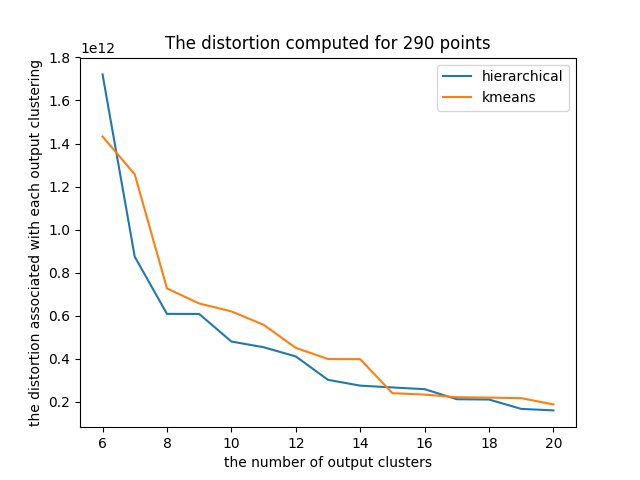 The distortion computed for 290 points
1e12
hierarchical
kmeans
1.8
1.6
1.4
1.2
1.0
0.8
0.6
0.4
0.2
the distortion associated with each output clustering
6 8 10 12 14 16 18 20
the number of output clusters